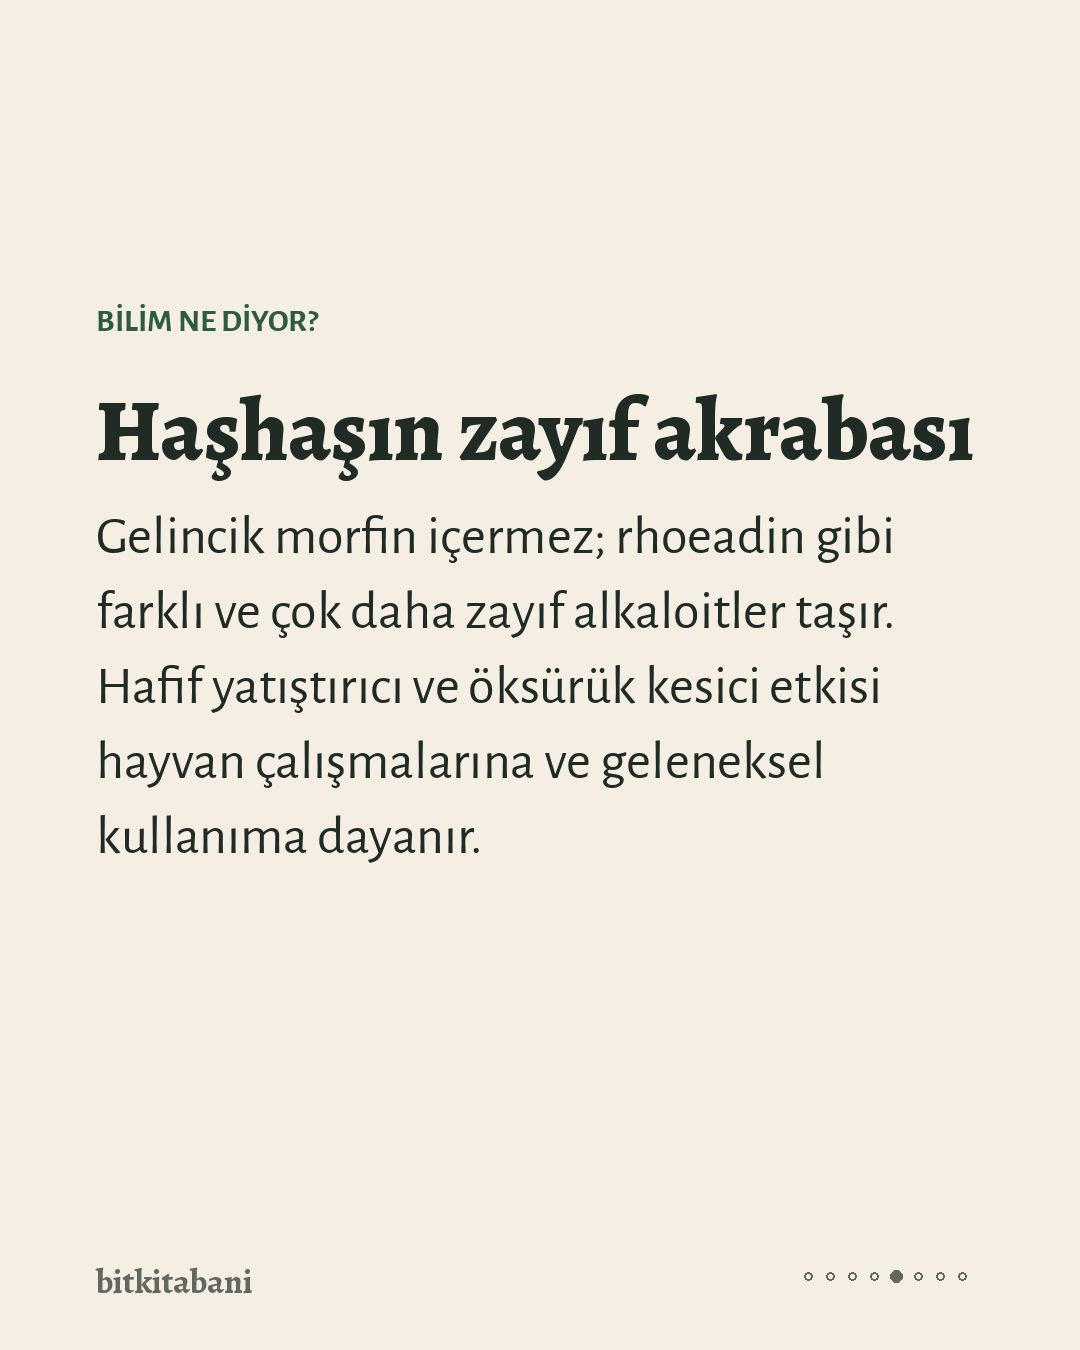 BİLİM NE DİYOR?
Haşhaşın zayıf akrabası
Gelincik morfin içermez; rhoeadin gibi
farklı ve çok daha zayıf alkaloitler taşır.
Hafif yatıştırıcı ve öksürük kesici etkisi
hayvan çalışmalarına ve geleneksel
kullanıma dayanır.
bitkitabani